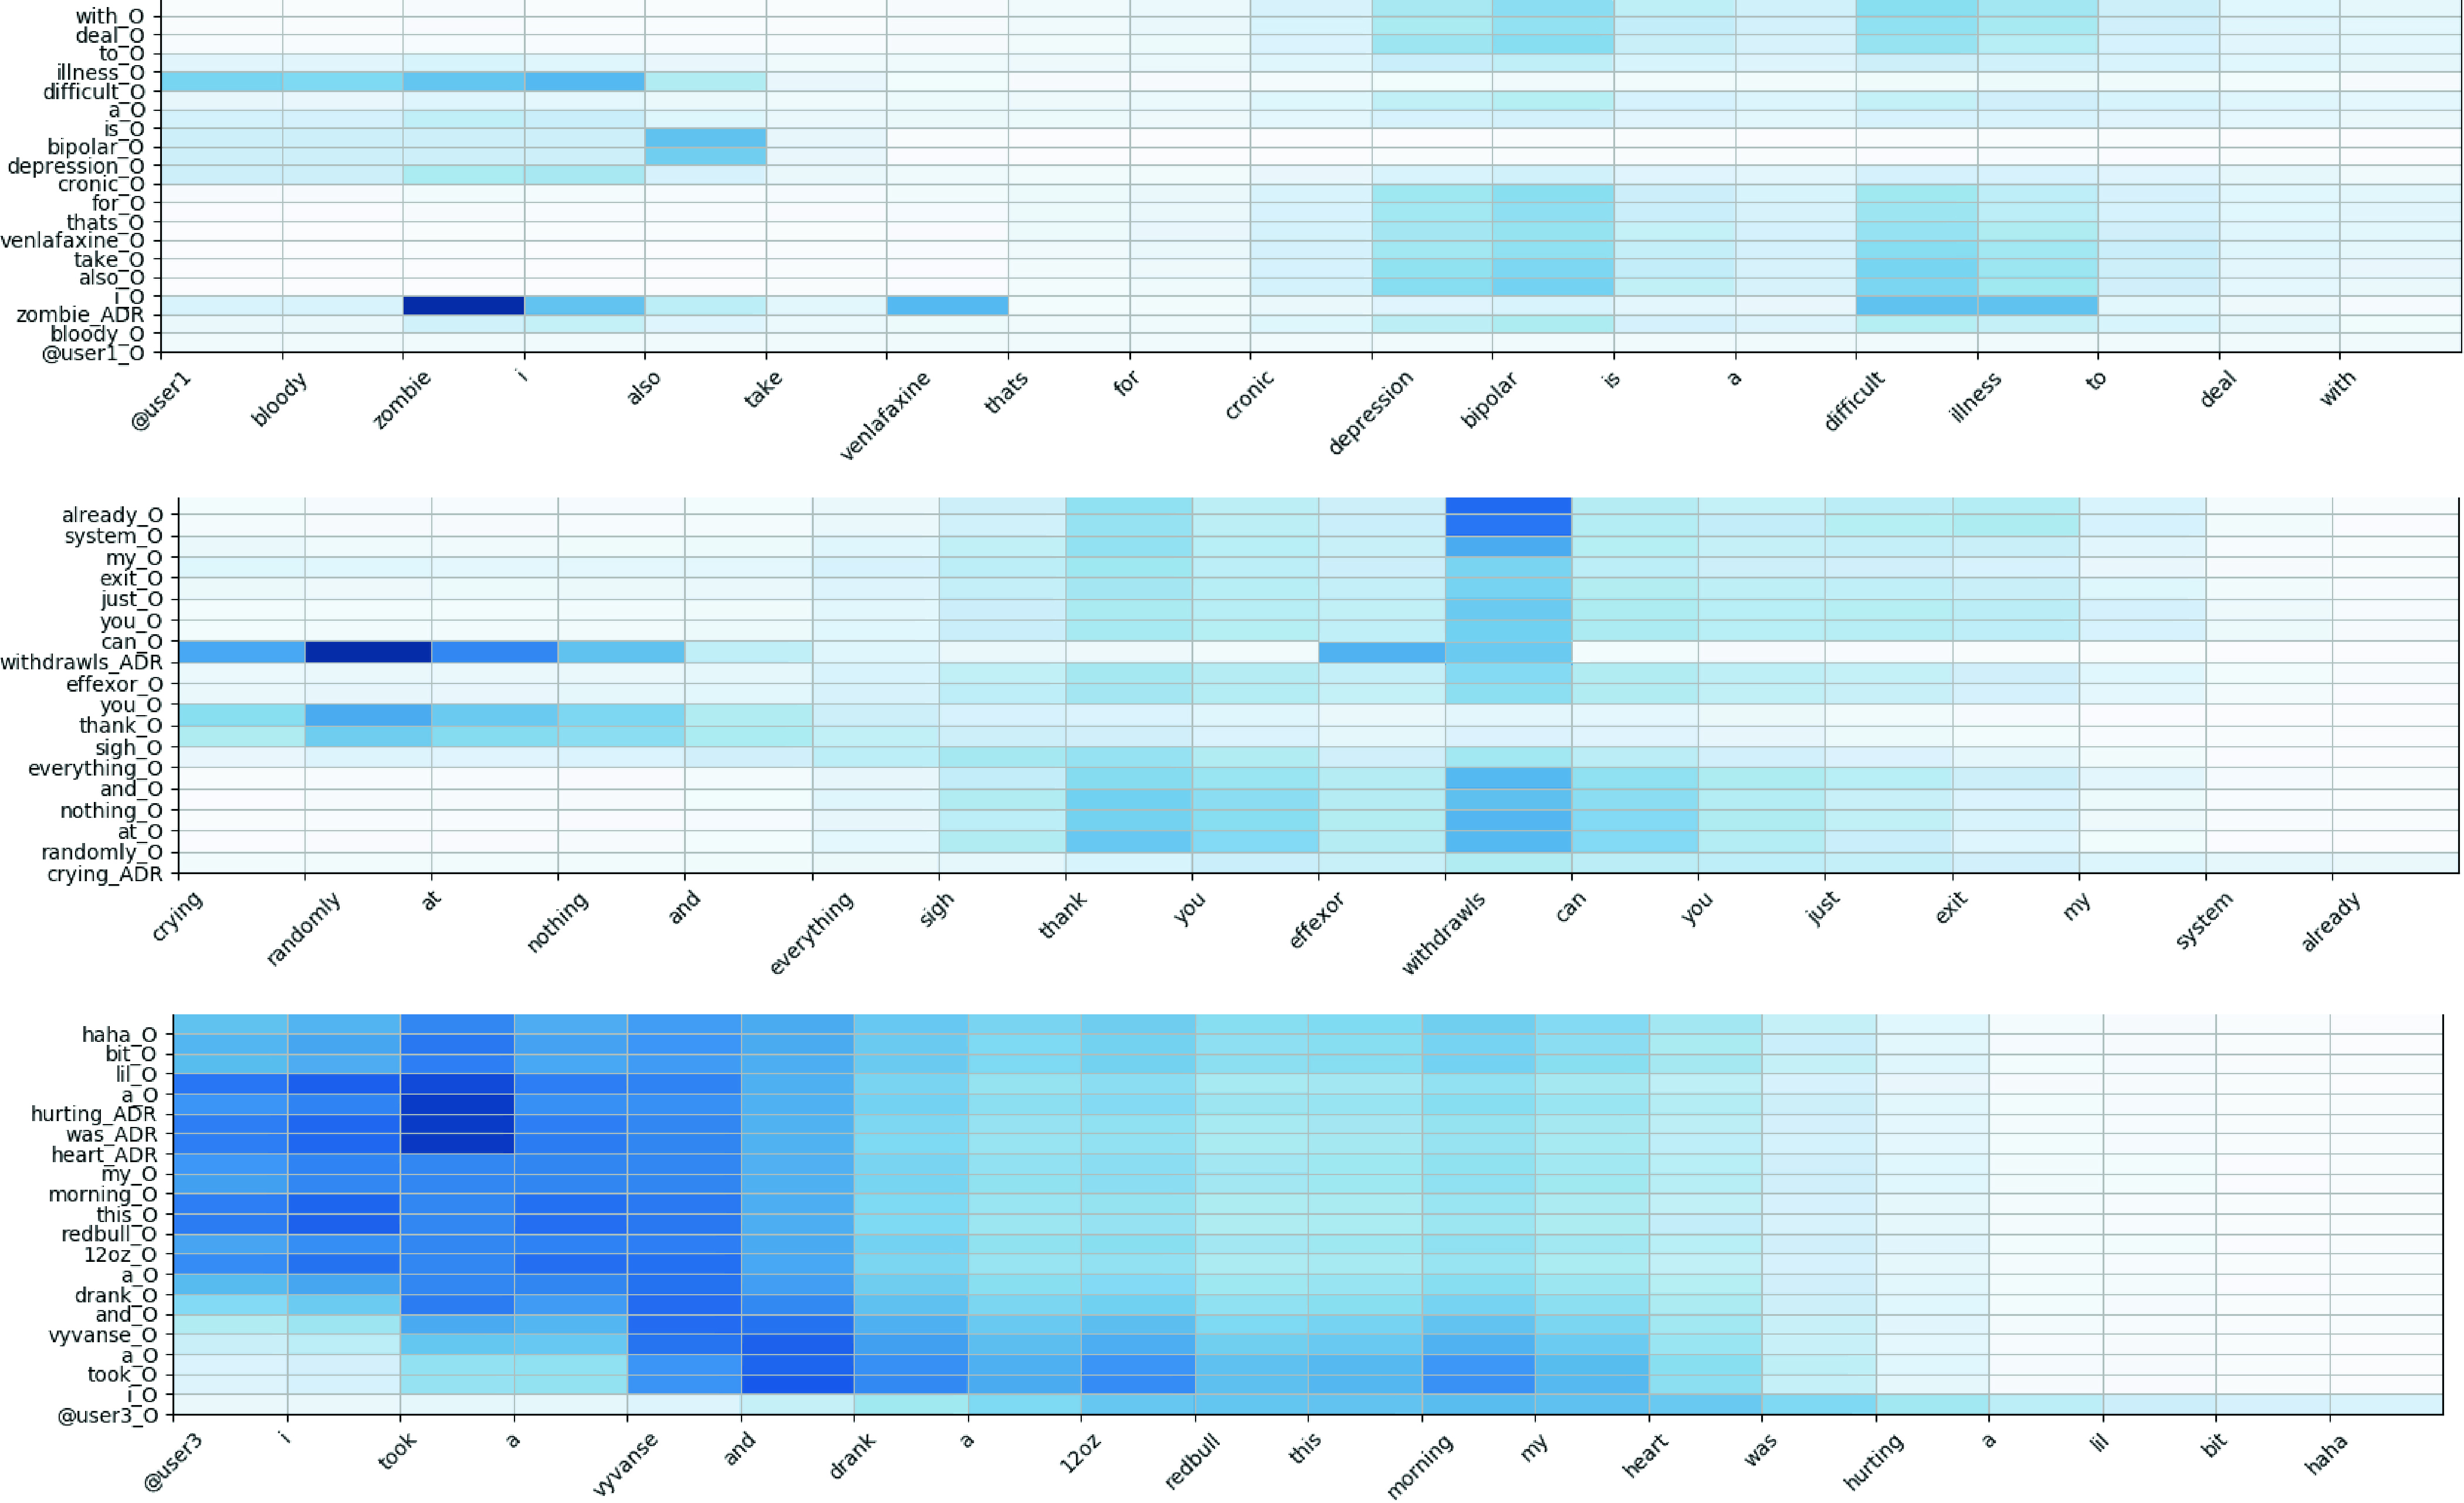 with_O
deal_O
to_O
illness_O
difficult_O
a_O
is_O
bipolar_O
depression_O
cronic_O
for_O
thats_O
venlafaxine_O
take_O
also_O
i_O
zombie_ADR
bloody_O
@user1_O
@user1 bloody zombie i also take venlafaxine thats for cronic depression bipolar is a difficult illness to deal with
already_O
system_O
my_O
exit_O
just_O
you_O
can_O
withdrawls_ADR
effexor_O
you_O
thank_O
sigh_O
everything_O
and_O
nothing_O
at_O
randomly_O
crying_ADR
crying randomly at nothing and everything sigh thank you effexor withdrawls can you just exit my system already
haha_O
bit_O
lil_O
a_O
hurting_ADR
was_ADR
heart_ADR
my_O
morning_O
this_O
redbull_O
12oz_O
a_O
drank_O
and_O
vyvanse_O
a_O
took_O
i_O
@user3_O
@user3 i took a vyvanse and drank a 12oz redbull this morning my heart was hurting a lil bit haha